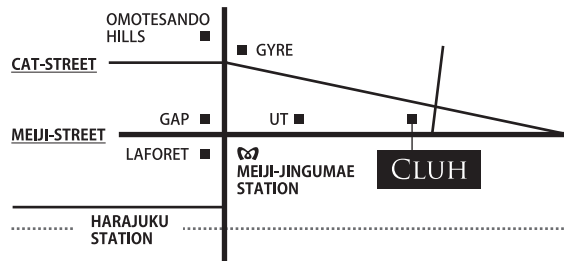 OMOTESANDO
HILLS
GYRE
CAT-STREET
GAP
UT
MEIJI-STREET
LAFORET
MEIJI-JINGUMAE
STATION
CLUH
HARAJUKU
STATION